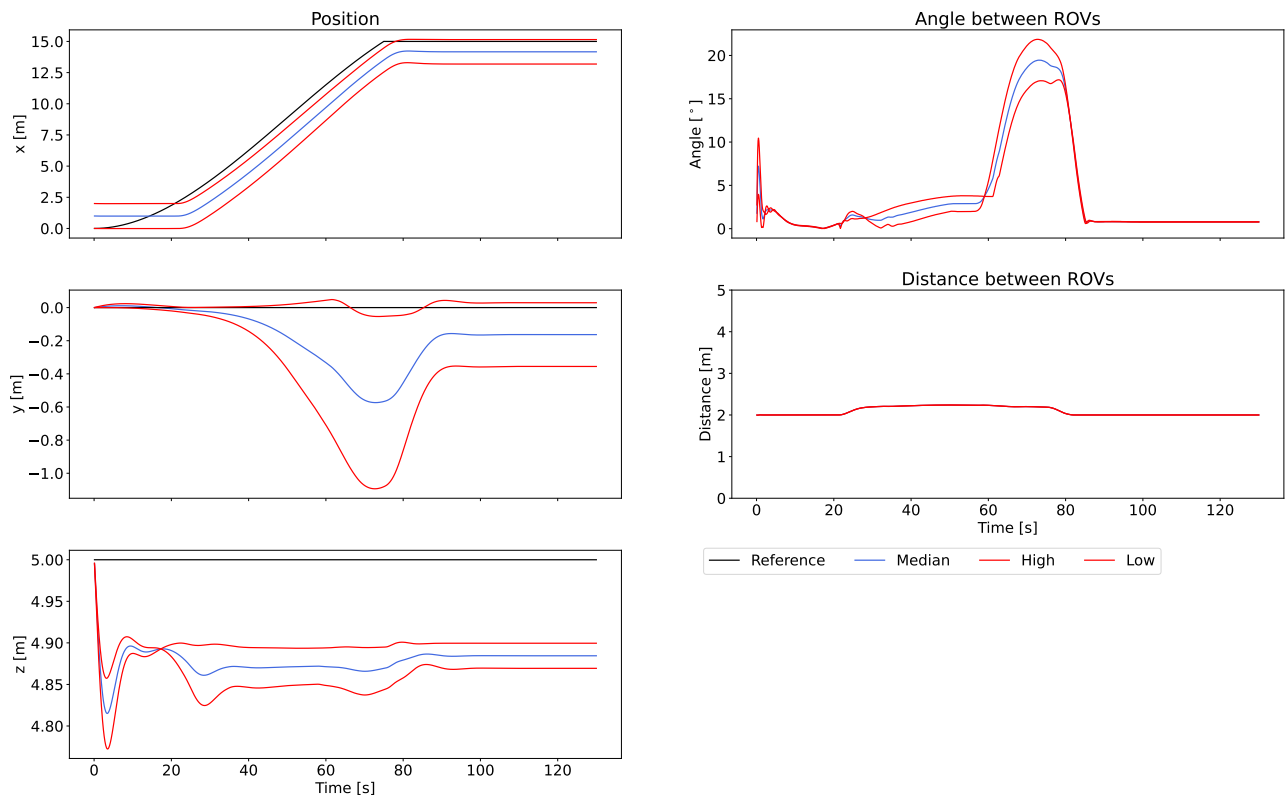 Position
x [m]
15.0
12.5
10.0
7.5
5.0
2.5
0.0
y [m]
0.0
−0.2
−0.4
−0.6
−0.8
−1.0
z [m]
5.00
4.95
4.90
4.85
4.80
0 20 40 60 80 100 120
Time [s]
Angle between ROVs
Angle [°]
20
15
10
5
0
Distance between ROVs
Distance [m]
5
4
3
2
1
0
0 20 40 60 80 100 120
Time [s]
Reference Median High Low